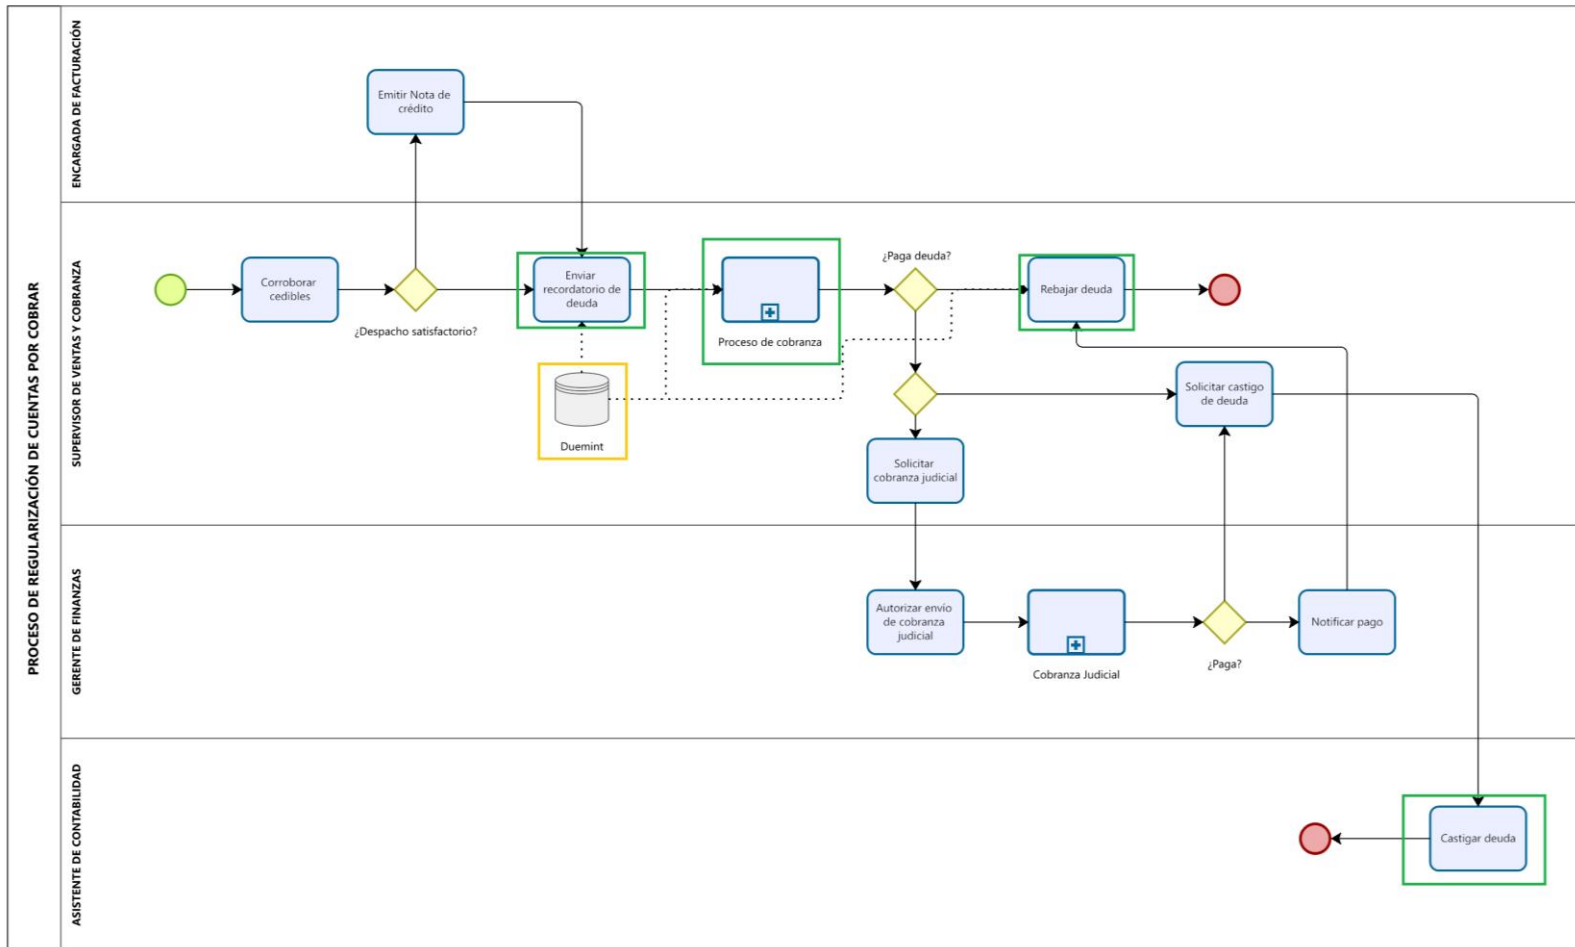 PROCESO DE REGULARIZACIÓN DE CUENTAS POR COBRAR
ENCARGADA DE FACTURACIÓN
Emitir Nota de
crédito
SUPERVISOR DE VENTAS Y COBRANZA
Corroborar
cedibles
¿Despacho satisfactorio?
Enviar
recordatorio de
deuda
Duemint
Proceso de cobranza
¿Paga deuda?
Rebajar deuda
Solicitar castigo
de deuda
Solicitar
cobranza judicial
GERENTE DE FINANZAS
Autorizar envio
de cobranza
judicial
Cobranza Judicial
¿Paga?
Notificar pago
ASISTENTE DE CONTABILIDAD
Castigar deuda